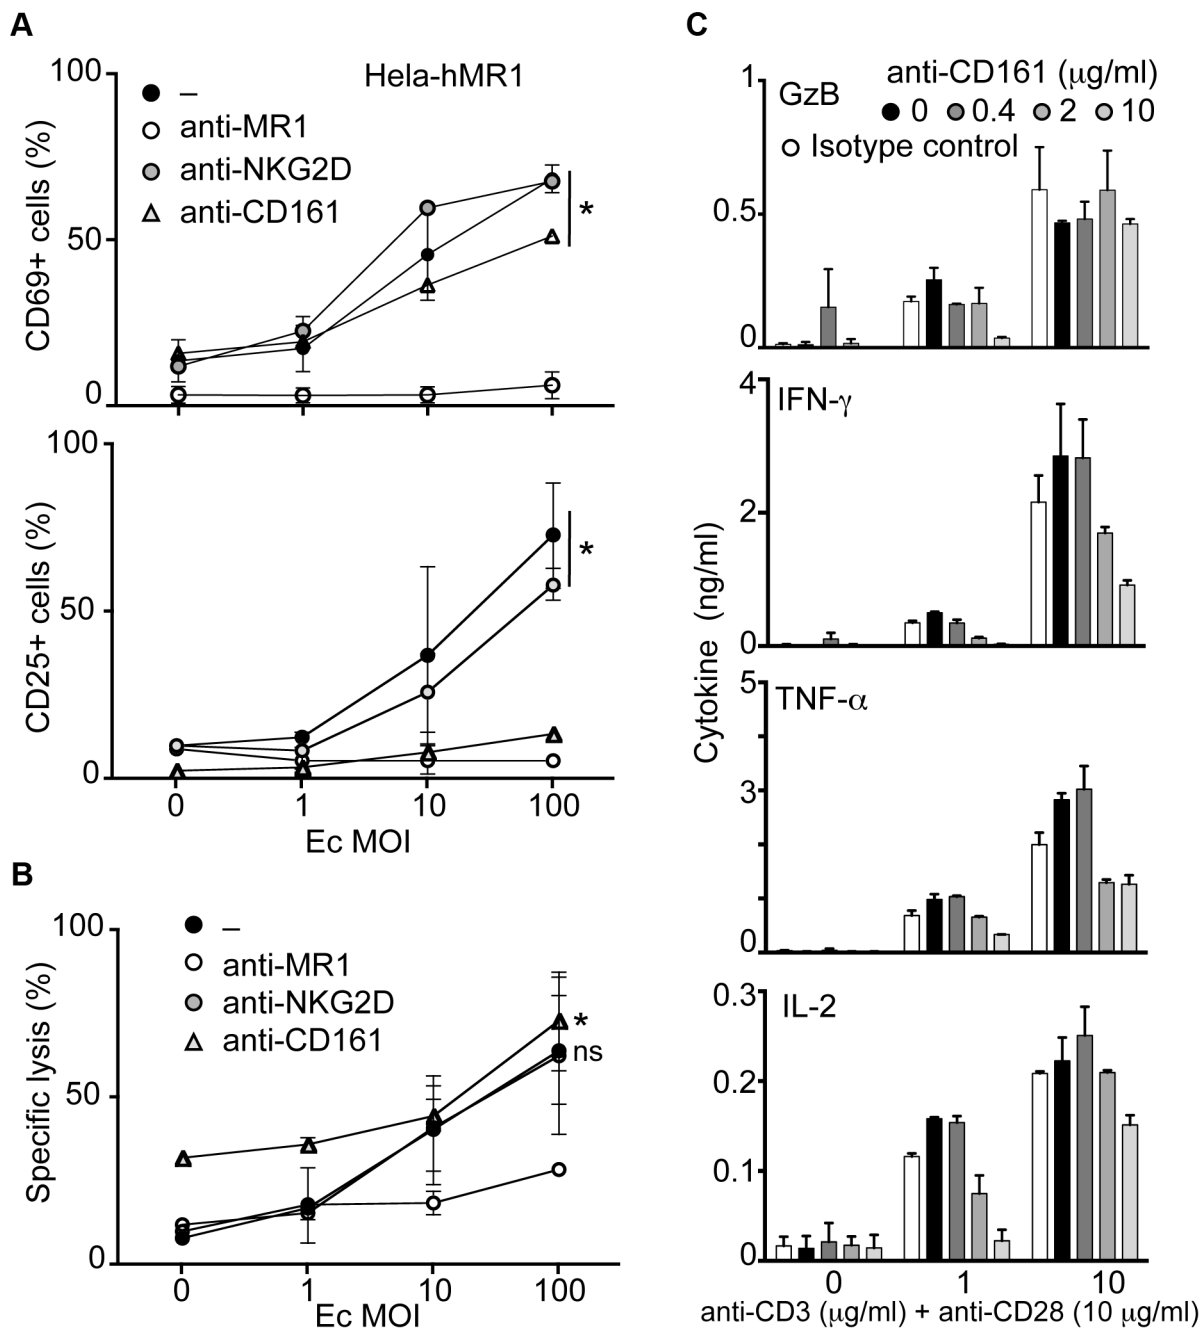 A
Hela-hMR1
100
50
0
CD69+ cells (%)
–
anti-MR1
anti-NKG2D
anti-CD161
*
100
50
0
CD25+ cells (%)
*
0 1 10 100
Ec MOI
B
100
50
0
Specific lysis (%)
–
anti-MR1
anti-NKG2D
anti-CD161
*
ns
0 1 10 100
Ec MOI
C
anti-CD161 (μg/ml)
0 0.4 2 10
Isotype control
GzB
1
0.5
0
IFN-γ
4
2
0
Cytokine (ng/ml)
TNF-α
5
3
0
IL-2
0.3
0.2
0.1
0
0 1 10
anti-CD3 (μg/ml) + anti-CD28 (10 μg/ml)